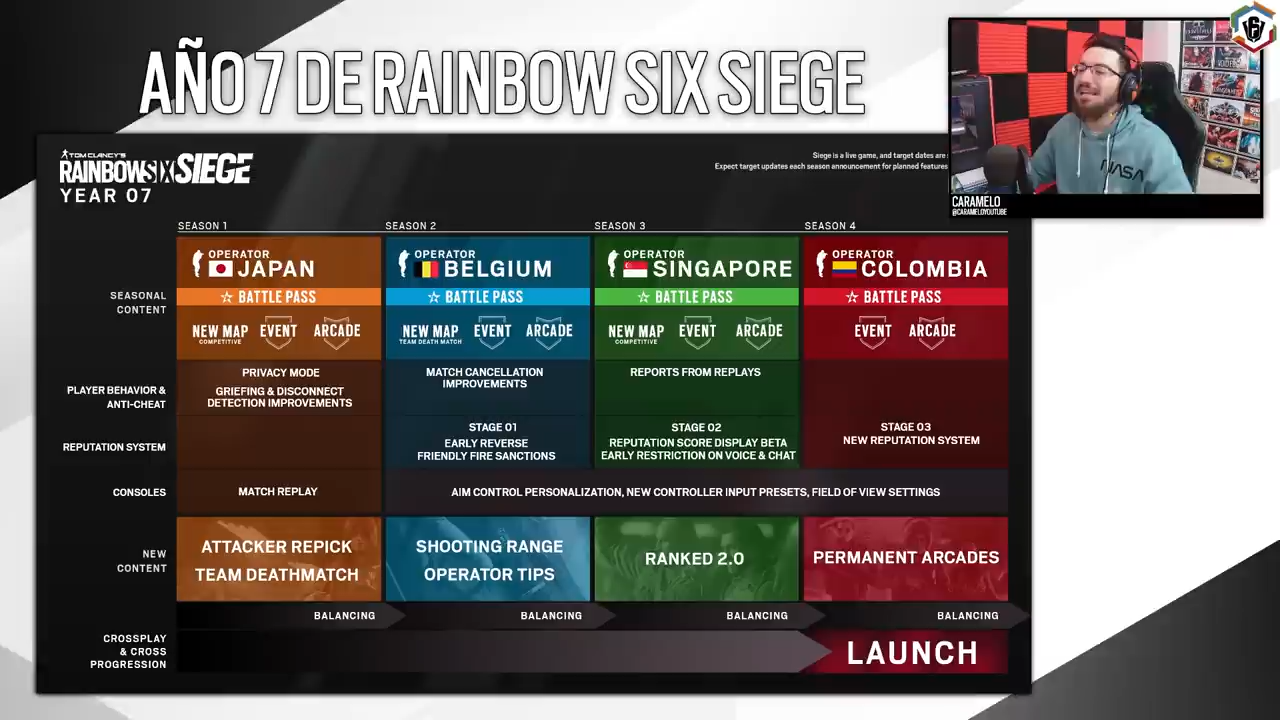 AÑO 7 DE RAINBOW SIX SIEGE
TOM CLANCY'S
RAINBOWSIX SIEGE
YEAR 07
Siege is a live game, and target dates are
Expect target updates each season announcement for planned features
NASA
CARAMELO
@CARAMELOYOUTUBE
SEASON 1
SEASON 2
SEASON 3
SEASON 4
OPERATOR
JAPAN
OPERATOR
BELGIUM
OPERATOR
SINGAPORE
OPERATOR
COLOMBIA
SEASONAL
CONTENT
BATTLE PASS
BATTLE PASS
BATTLE PASS
BATTLE PASS
NEW MAP
COMPETITIVE
EVENT
ARCADE
NEW MAP
TEAM DEATH MATCH
EVENT
ARCADE
NEW MAP
COMPETITIVE
EVENT
ARCADE
EVENT
ARCADE
PLAYER BEHAVIOR &
ANTI-CHEAT
PRIVACY MODE
GRIEFING & DISCONNECT
DETECTION IMPROVEMENTS
MATCH CANCELLATION
IMPROVEMENTS
REPORTS FROM REPLAYS
REPUTATION SYSTEM
STAGE 01
EARLY REVERSE
FRIENDLY FIRE SANCTIONS
STAGE 02
REPUTATION SCORE DISPLAY BETA
EARLY RESTRICTION ON VOICE & CHAT
STAGE 03
NEW REPUTATION SYSTEM
CONSOLES
MATCH REPLAY
AIM CONTROL PERSONALIZATION, NEW CONTROLLER INPUT PRESETS, FIELD OF VIEW SETTINGS
NEW
CONTENT
ATTACKER REPICK
TEAM DEATHMATCH
SHOOTING RANGE
OPERATOR TIPS
RANKED 2.0
PERMANENT ARCADES
BALANCING
BALANCING
BALANCING
BALANCING
CROSSPLAY
& CROSS
PROGRESSION
LAUNCH